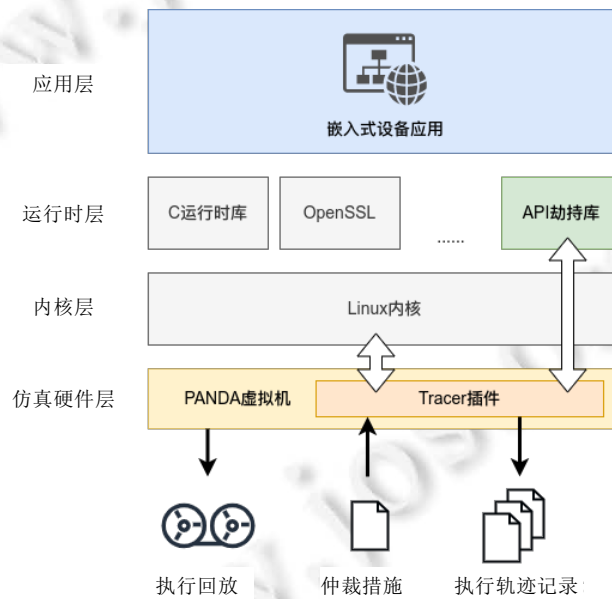 应用层
嵌入式设备应用
运行时层
C运行时库
OpenSSL
......
API劫持库
内核层
Linux内核
仿真硬件层
PANDA虚拟机
Tracer插件
执行回放
仲裁措施
执行轨迹记录